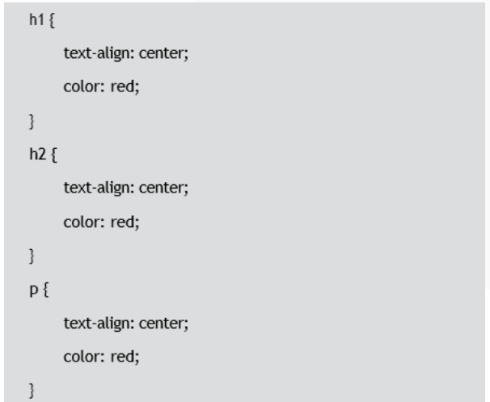 h1 {
text-align: center;
color: red;
}
h2 {
text-align: center;
color: red;
}
p {
text-align: center;
color: red;
}